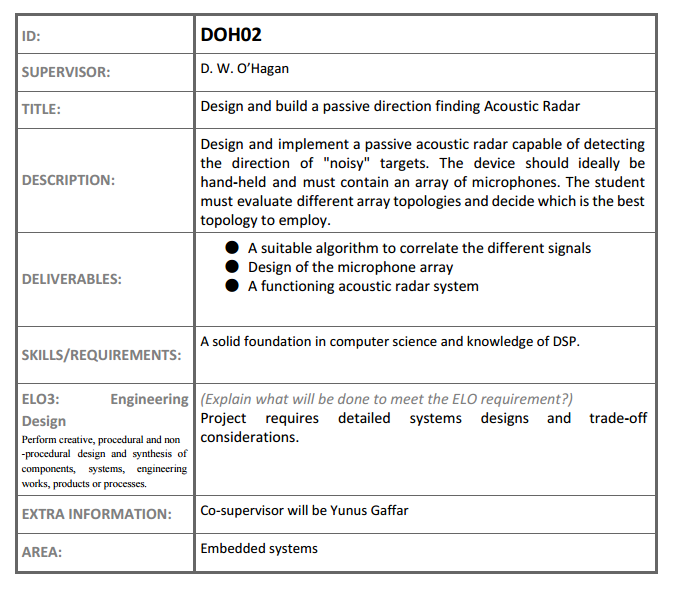 ID:
DOH02
SUPERVISOR:
D. W. O'Hagan
TITLE:
Design and build a passive direction finding Acoustic Radar
DESCRIPTION:
Design and implement a passive acoustic radar capable of detecting
the direction of "noisy" targets. The device should ideally be
hand-held and must contain an array of microphones. The student
must evaluate different array topologies and decide which is the best
topology to employ.
DELIVERABLES:
● A suitable algorithm to correlate the different signals
● Design of the microphone array
● A functioning acoustic radar system
SKILLS/REQUIREMENTS:
A solid foundation in computer science and knowledge of DSP.
ELO3: Engineering
Design
Perform creative, procedural and non
-procedural design and synthesis of
components, systems, engineering
works, products or processes.
(Explain what will be done to meet the ELO requirement?)
Project requires detailed systems designs and trade-off
considerations.
EXTRA INFORMATION:
Co-supervisor will be Yunus Gaffar
AREA:
Embedded systems